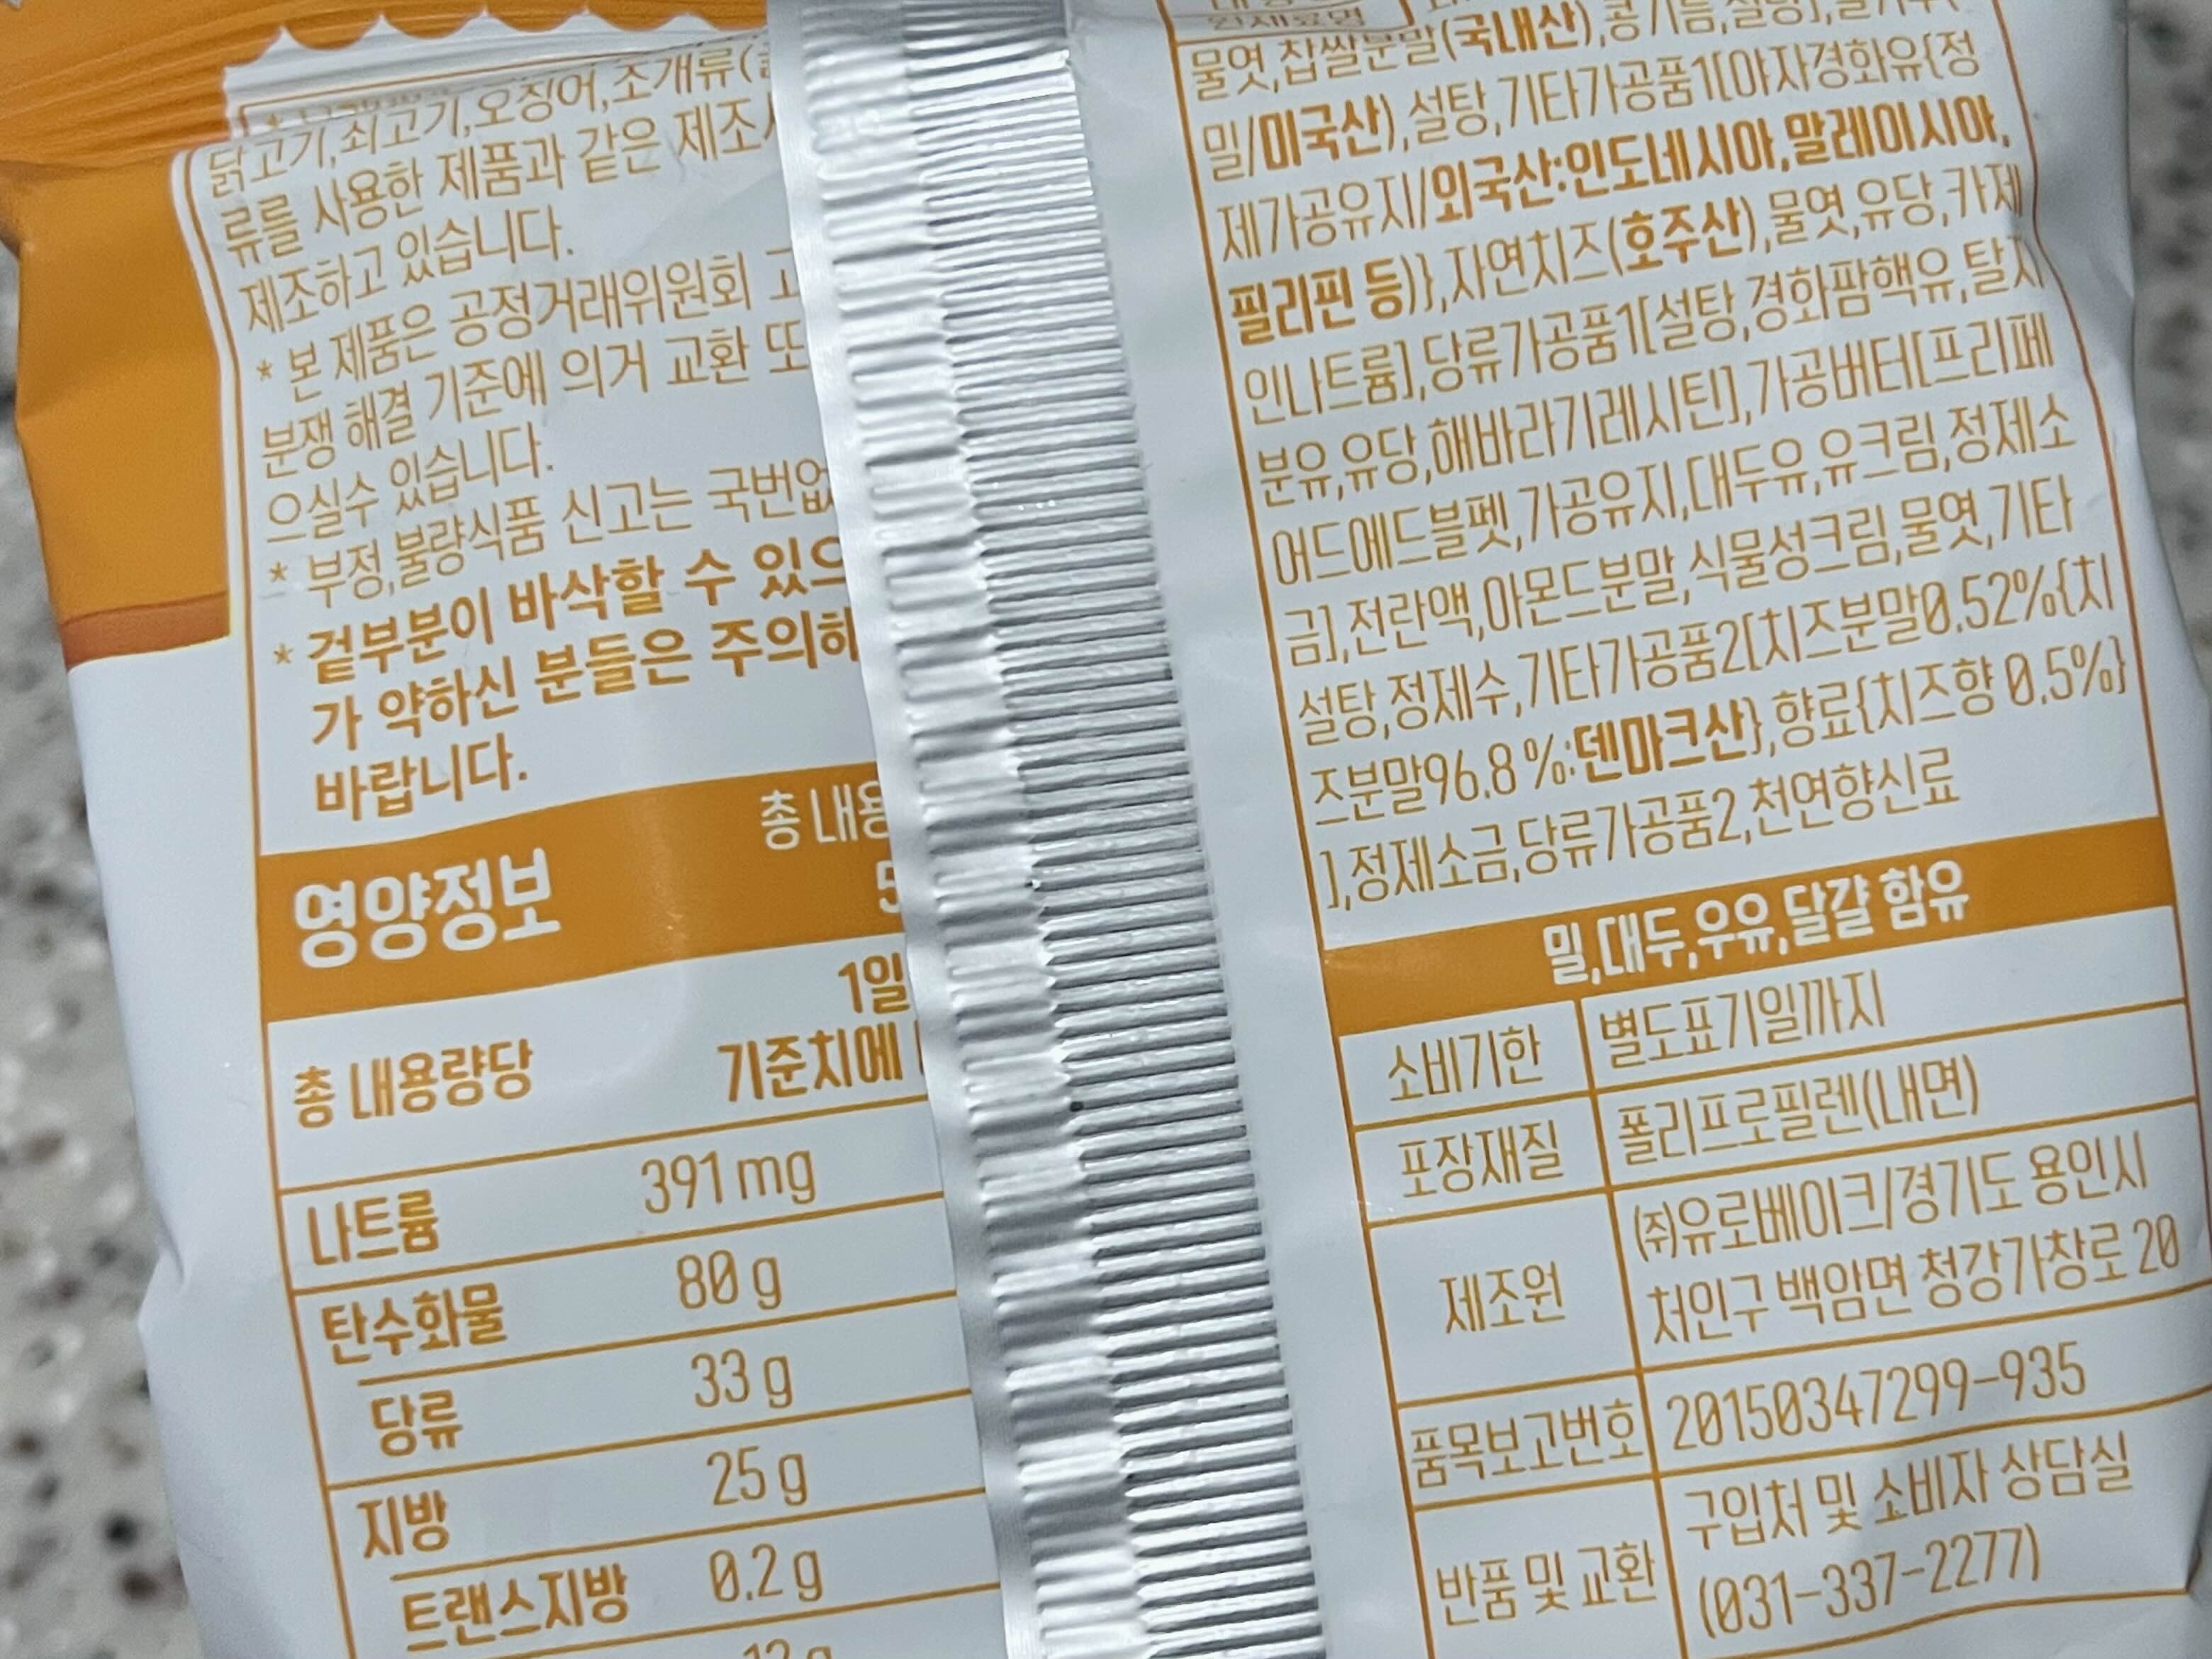 닭고기,쇠고기,오징어,조개류(
류를 사용한 제품과 같은 제조
제조하고 있습니다.
* 본 제품은 공정거래위원회 고
분쟁 해결 기준에 의거 교환 또
으실수 있습니다.
* 부정,불량식품 신고는 국번없
* 겉부분이 바삭할 수 있으
가 약하신 분들은 주의해
바랍니다.
영양정보
총 내용
5
총 내용량당
1일
기준치에
나트륨 391 mg
탄수화물 80 g
당류 33 g
지방 25 g
트랜스지방 0.2 g
원재료명
물엿,찹쌀분말(국내산),콩기름,설탕],
밀/미국산),설탕,기타가공품1[야자경화유{정
제가공유지/외국산:인도네시아,말레이시아,
필리핀 등)},자연치즈(호주산),물엿,유당,카제
인나트륨],당류가공품1[설탕,경화팜핵유,탈지
분유,유당,해바라기레시틴],가공버터[프리페
어드에드블펫,가공유지,대두유,유크림,정제소
금],전란액,아몬드분말,식물성크림,물엿,기타
설탕,정제수,기타가공품2[치즈분말0.52%{치
즈분말96.8%:덴마크산},향료{치즈향 0.5%}
],정제소금,당류가공품2,천연향신료
밀,대두,우유,달걀 함유
소비기한 별도표기일까지
포장재질 폴리프로필렌(내면)
제조원 (주)유로베이크/경기도 용인시
처인구 백암면 청강가창로 20
품목보고번호 20150347299-935
반품 및 교환 구입처 및 소비자 상담실
(031-337-2277)